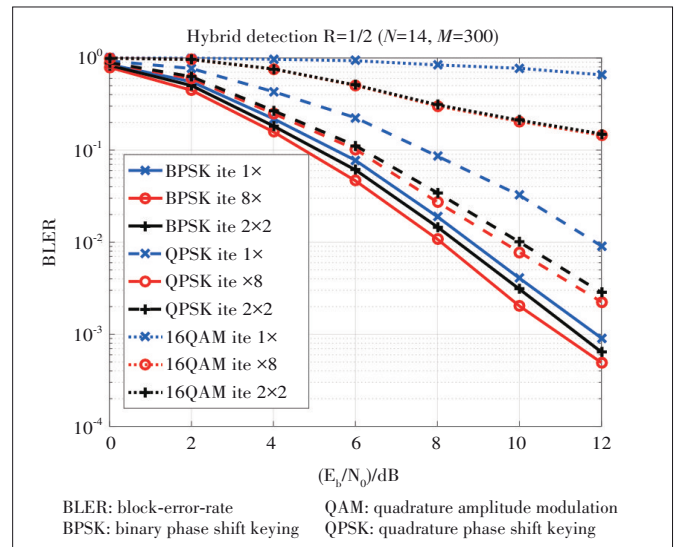 Hybrid detection R=1/2 (N=14, M=300)
10^0
10^-1
10^-2
10^-3
10^-4
BLER
BPSK ite 1×
BPSK ite 8×
BPSK ite 2×2
QPSK ite 1×
QPSK ite ×8
QPSK ite 2×2
16QAM ite 1×
16QAM ite ×8
16QAM ite 2×2
0 2 4 6 8 10 12
(E_b/N_0)/dB
BLER: block-error-rate QAM: quadrature amplitude modulation
BPSK: binary phase shift keying QPSK: quadrature phase shift keying